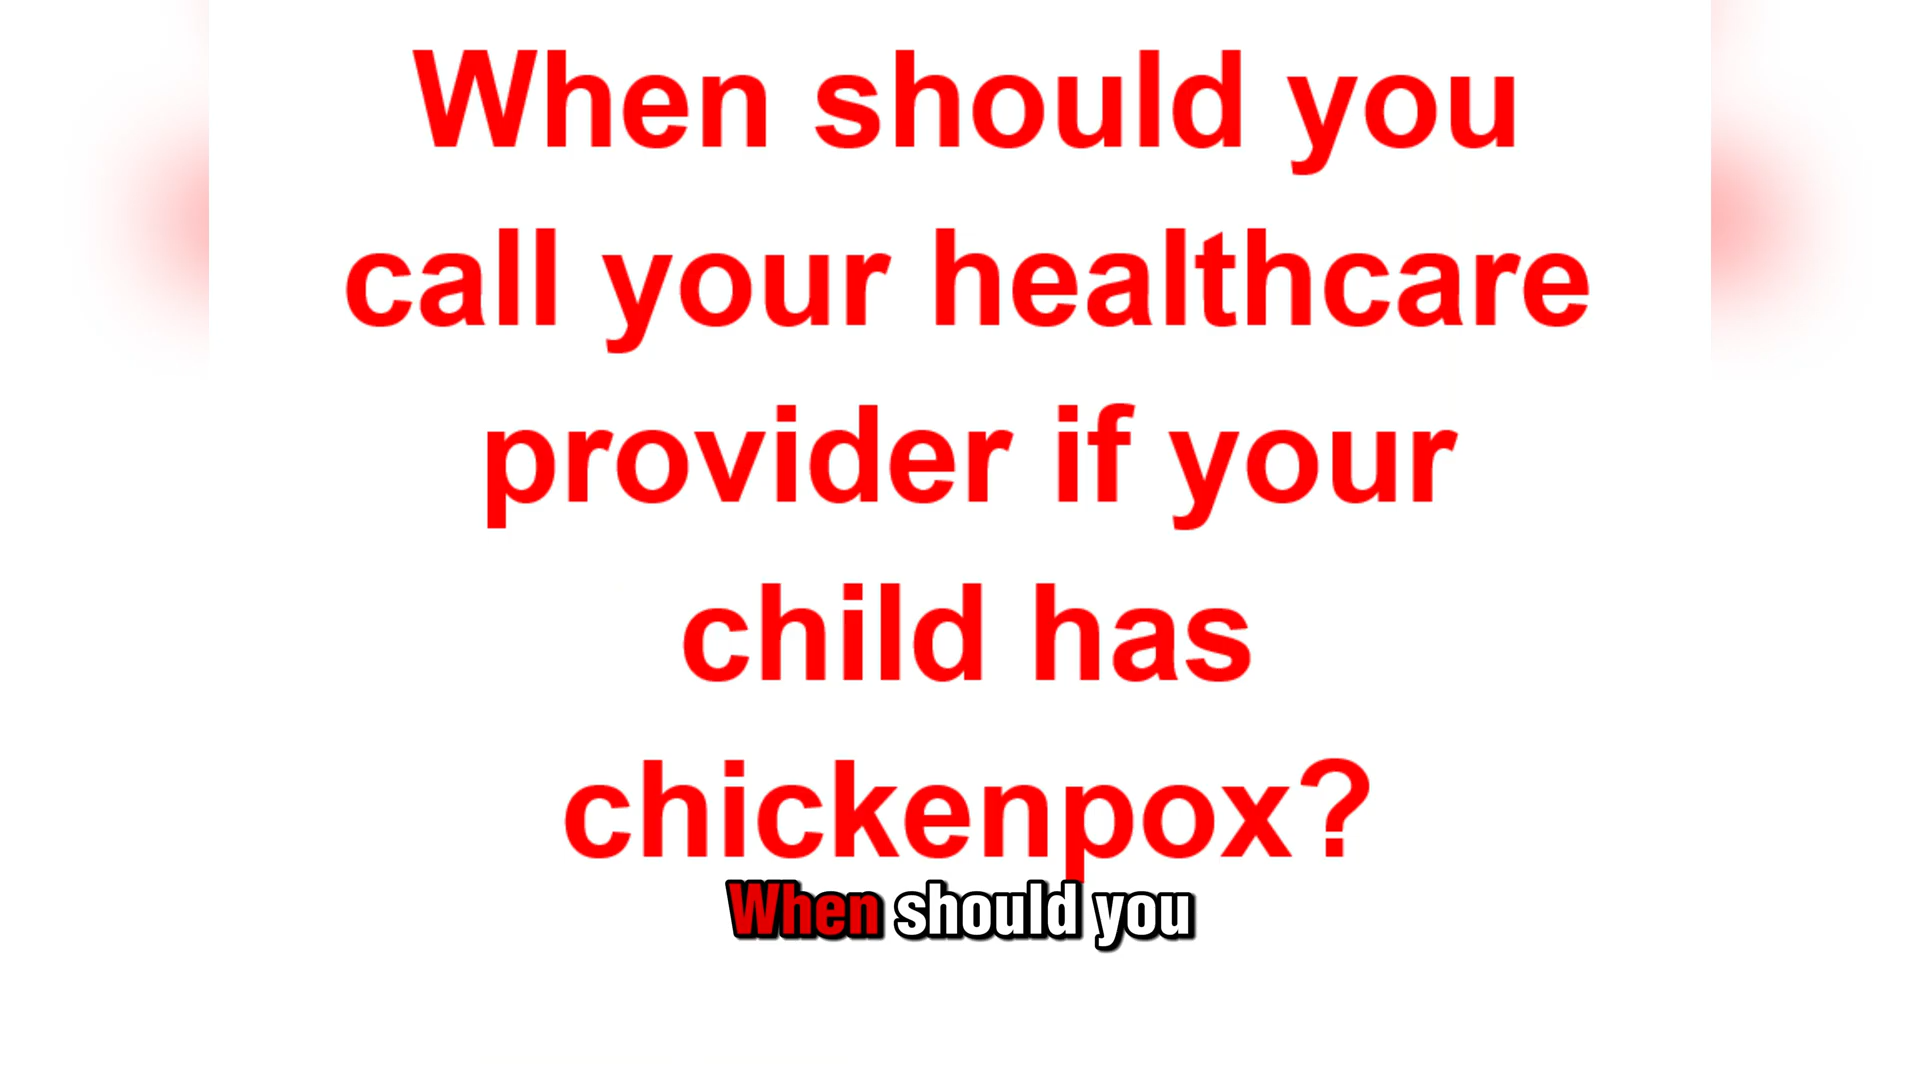 When should you
call your healthcare
provider if your
child has
chickenpox?
When should you